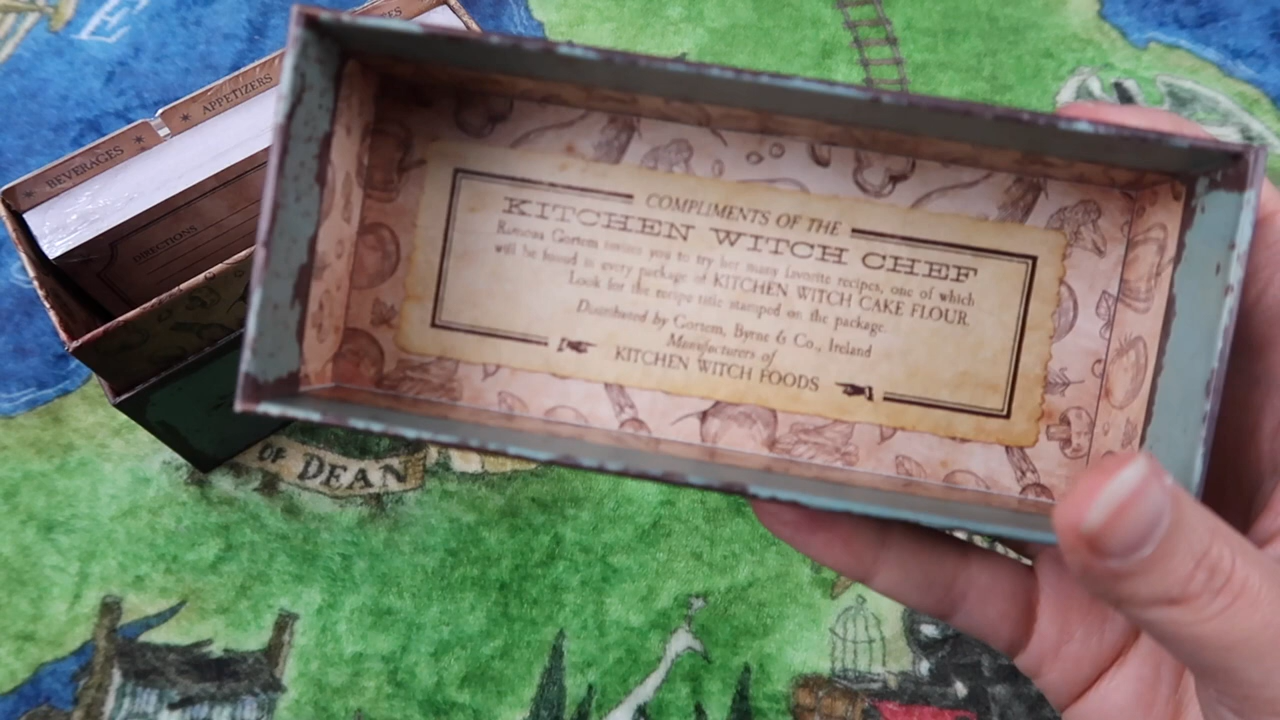 APPETIZERS
BEVERAGES
DIRECTIONS
COMPLIMENTS OF THE
KITCHEN WITCH CHEF
Ramona Gortem invites you to try her many favorite recipes, one of which
will be found in every package of KITCHEN WITCH CAKE FLOUR.
Look for the recipe title stamped on the package.
Distributed by Gortem, Byrne & Co., Ireland
Manufacturers of
KITCHEN WITCH FOODS
OF DEAN